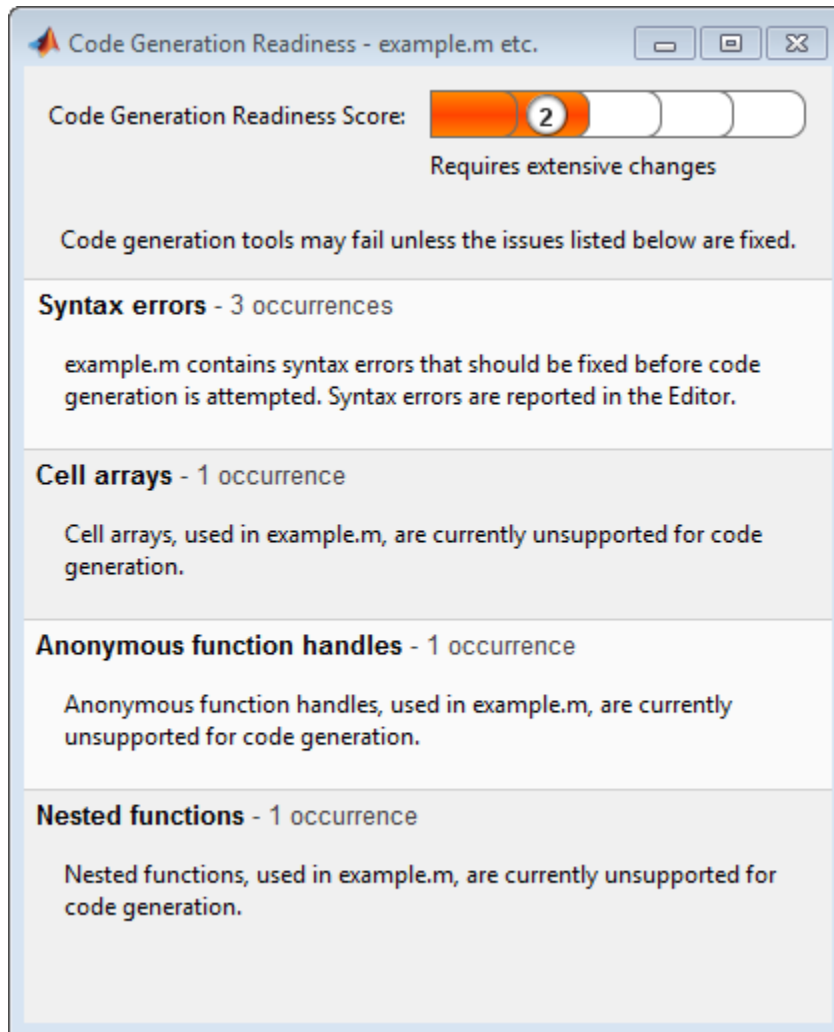 Code Generation Readiness - example.m etc.
Code Generation Readiness Score:
2
Requires extensive changes
Code generation tools may fail unless the issues listed below are fixed.
Syntax errors - 3 occurrences
example.m contains syntax errors that should be fixed before code
generation is attempted. Syntax errors are reported in the Editor.
Cell arrays - 1 occurrence
Cell arrays, used in example.m, are currently unsupported for code
generation.
Anonymous function handles - 1 occurrence
Anonymous function handles, used in example.m, are currently
unsupported for code generation.
Nested functions - 1 occurrence
Nested functions, used in example.m, are currently unsupported for
code generation.